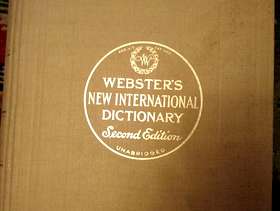 WEBSTER'S
NEW INTERNATIONAL
DICTIONARY
Second Edition
UNABRIDGED